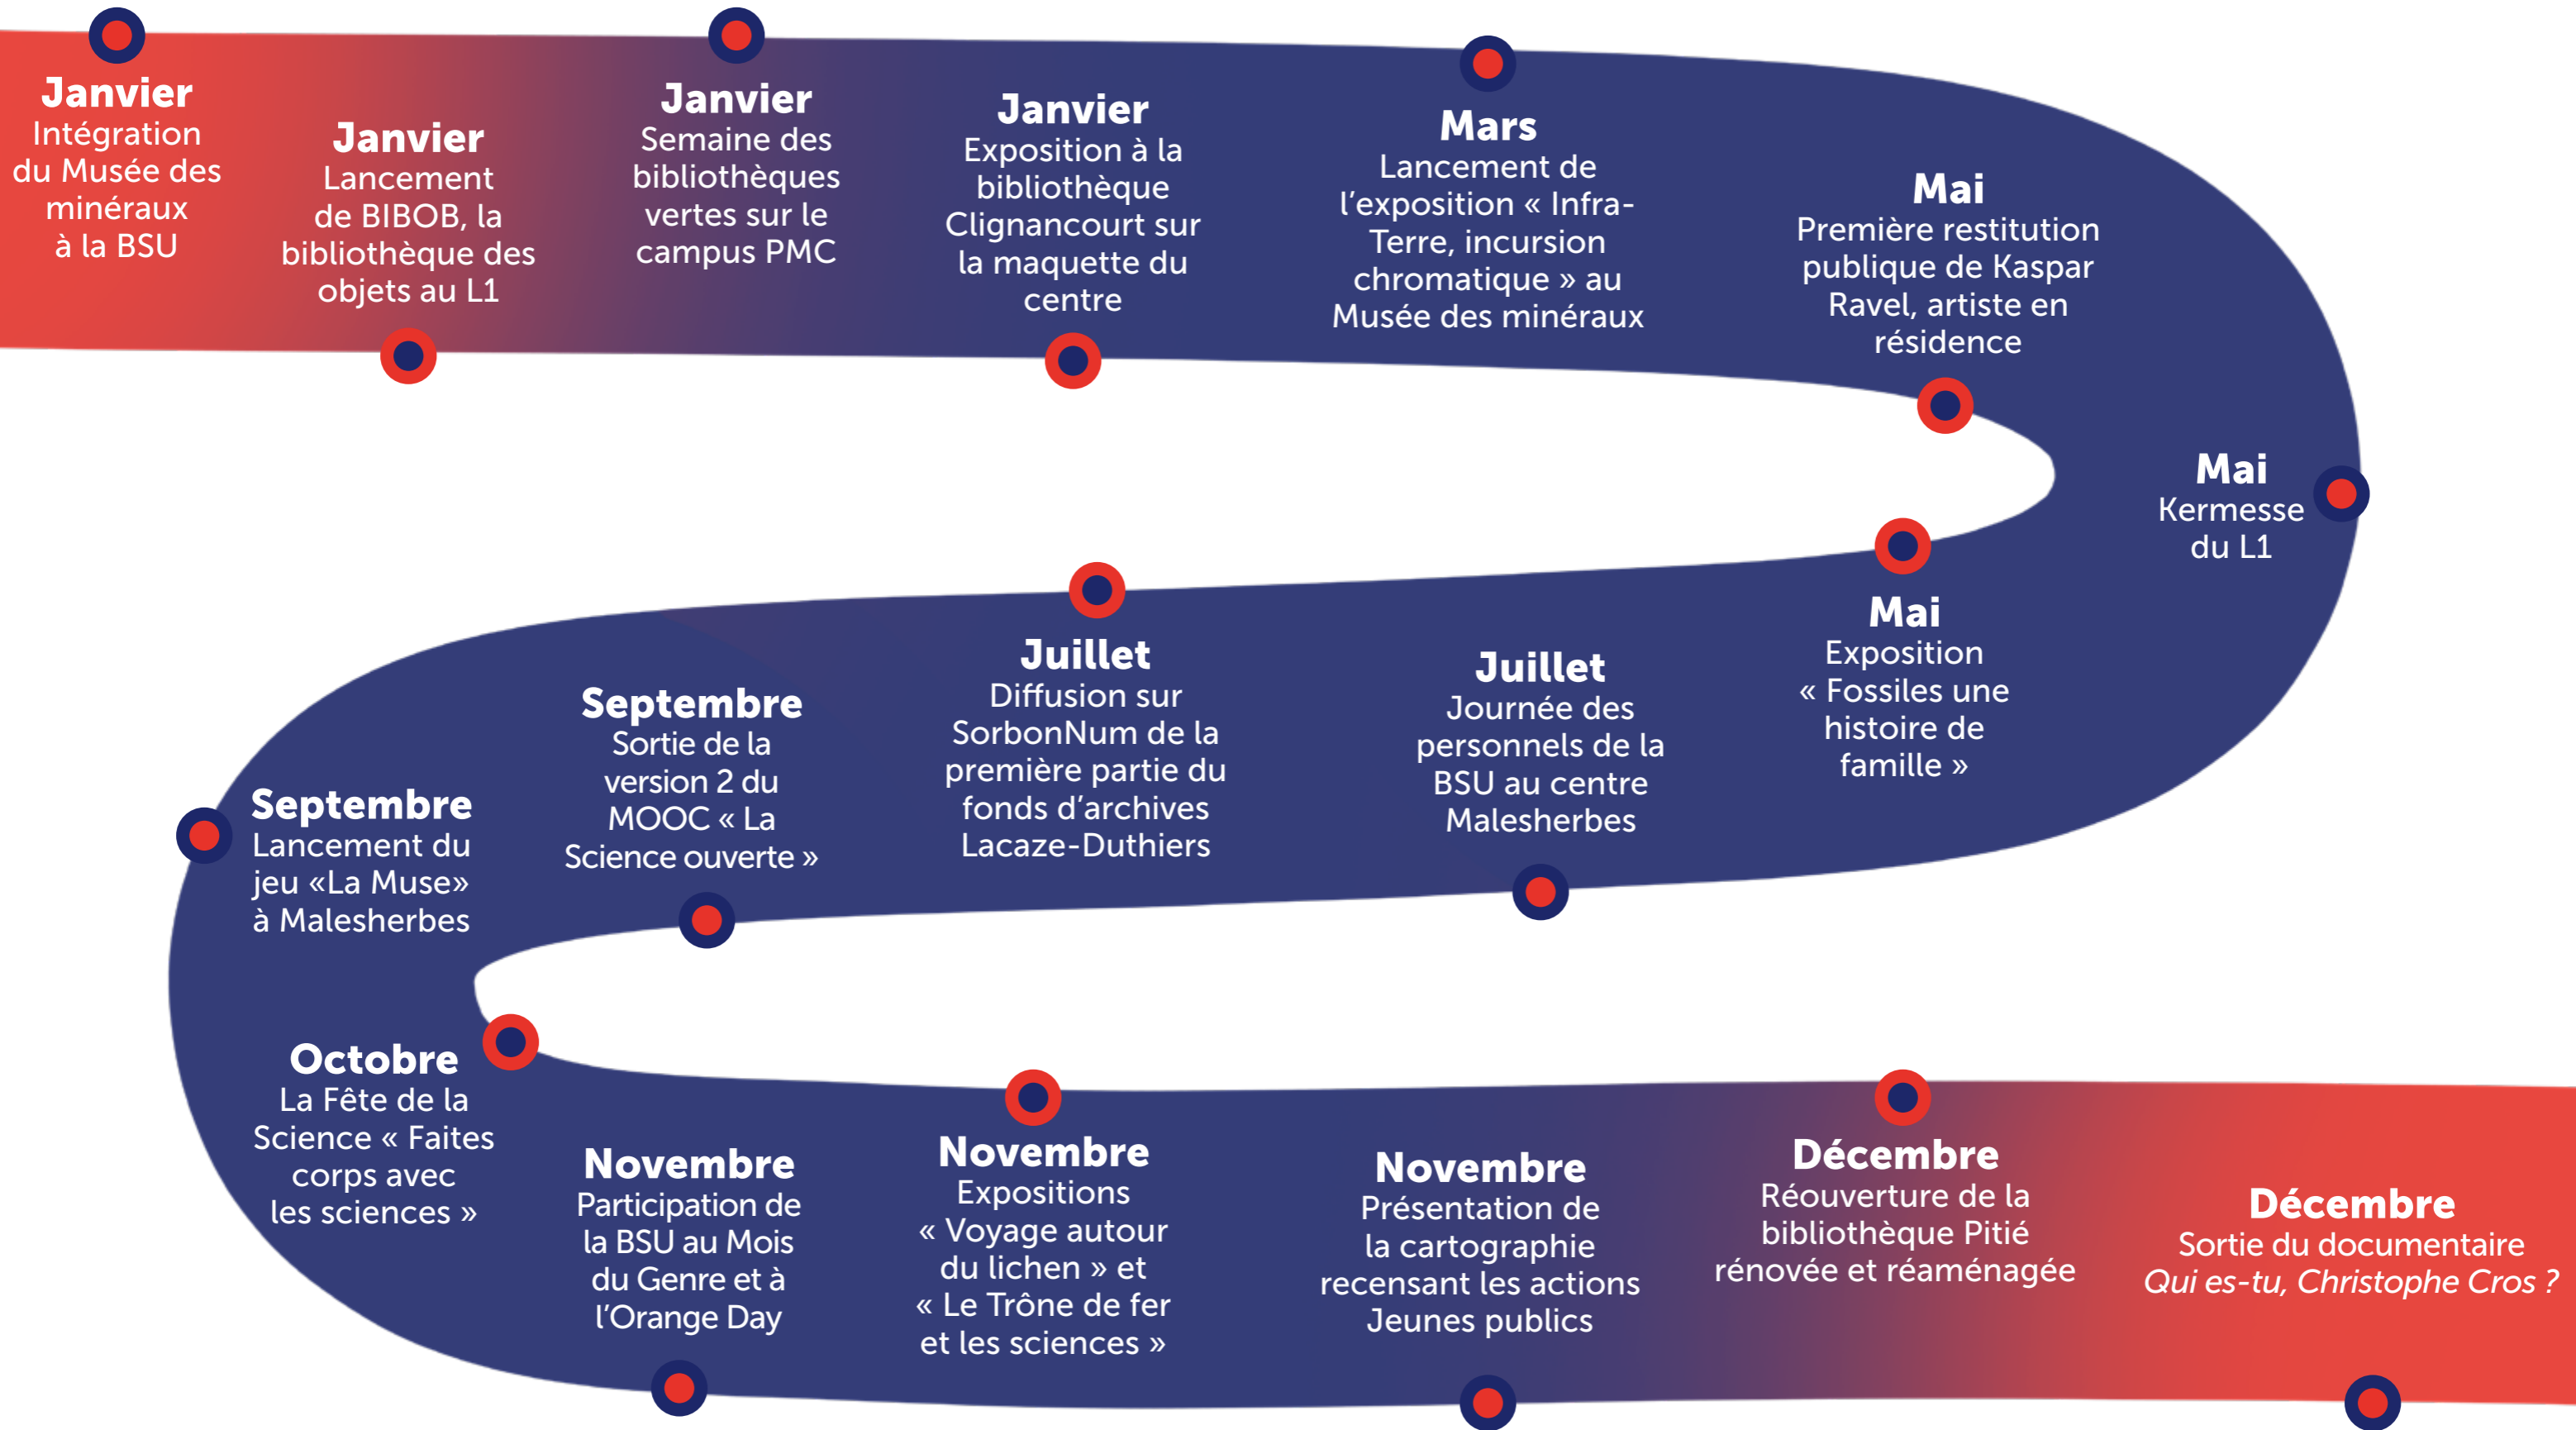 Janvier
Intégration
du Musée des
minéraux
à la BSU
Janvier
Lancement
de BIBOB, la
bibliothèque des
objets au L1
Janvier
Semaine des
bibliothèques
vertes sur le
campus PMC
Janvier
Exposition à la
bibliothèque
Clignancourt sur
la maquette du
centre
Mars
Lancement de
l’exposition « Infra-
Terre, incursion
chromatique » au
Musée des minéraux
Mai
Première restitution
publique de Kaspar
Ravel, artiste en
résidence
Mai
Kermesse
du L1
Mai
Exposition
« Fossiles une
histoire de
famille »
Juillet
Journée des
personnels de la
BSU au centre
Malesherbes
Juillet
Diffusion sur
SorbonNum de la
première partie du
fonds d’archives
Lacaze-Duthiers
Septembre
Sortie de la
version 2 du
MOOC « La
Science ouverte »
Septembre
Lancement du
jeu «La Muse»
à Malesherbes
Octobre
La Fête de la
Science « Faites
corps avec
les sciences »
Novembre
Participation de
la BSU au Mois
du Genre et à
l’Orange Day
Novembre
Expositions
« Voyage autour
du lichen » et
« Le Trône de fer
et les sciences »
Novembre
Présentation de
la cartographie
recensant les actions
Jeunes publics
Décembre
Réouverture de la
bibliothèque Pitié
rénovée et réaménagée
Décembre
Sortie du documentaire
Qui es-tu, Christophe Cros ?